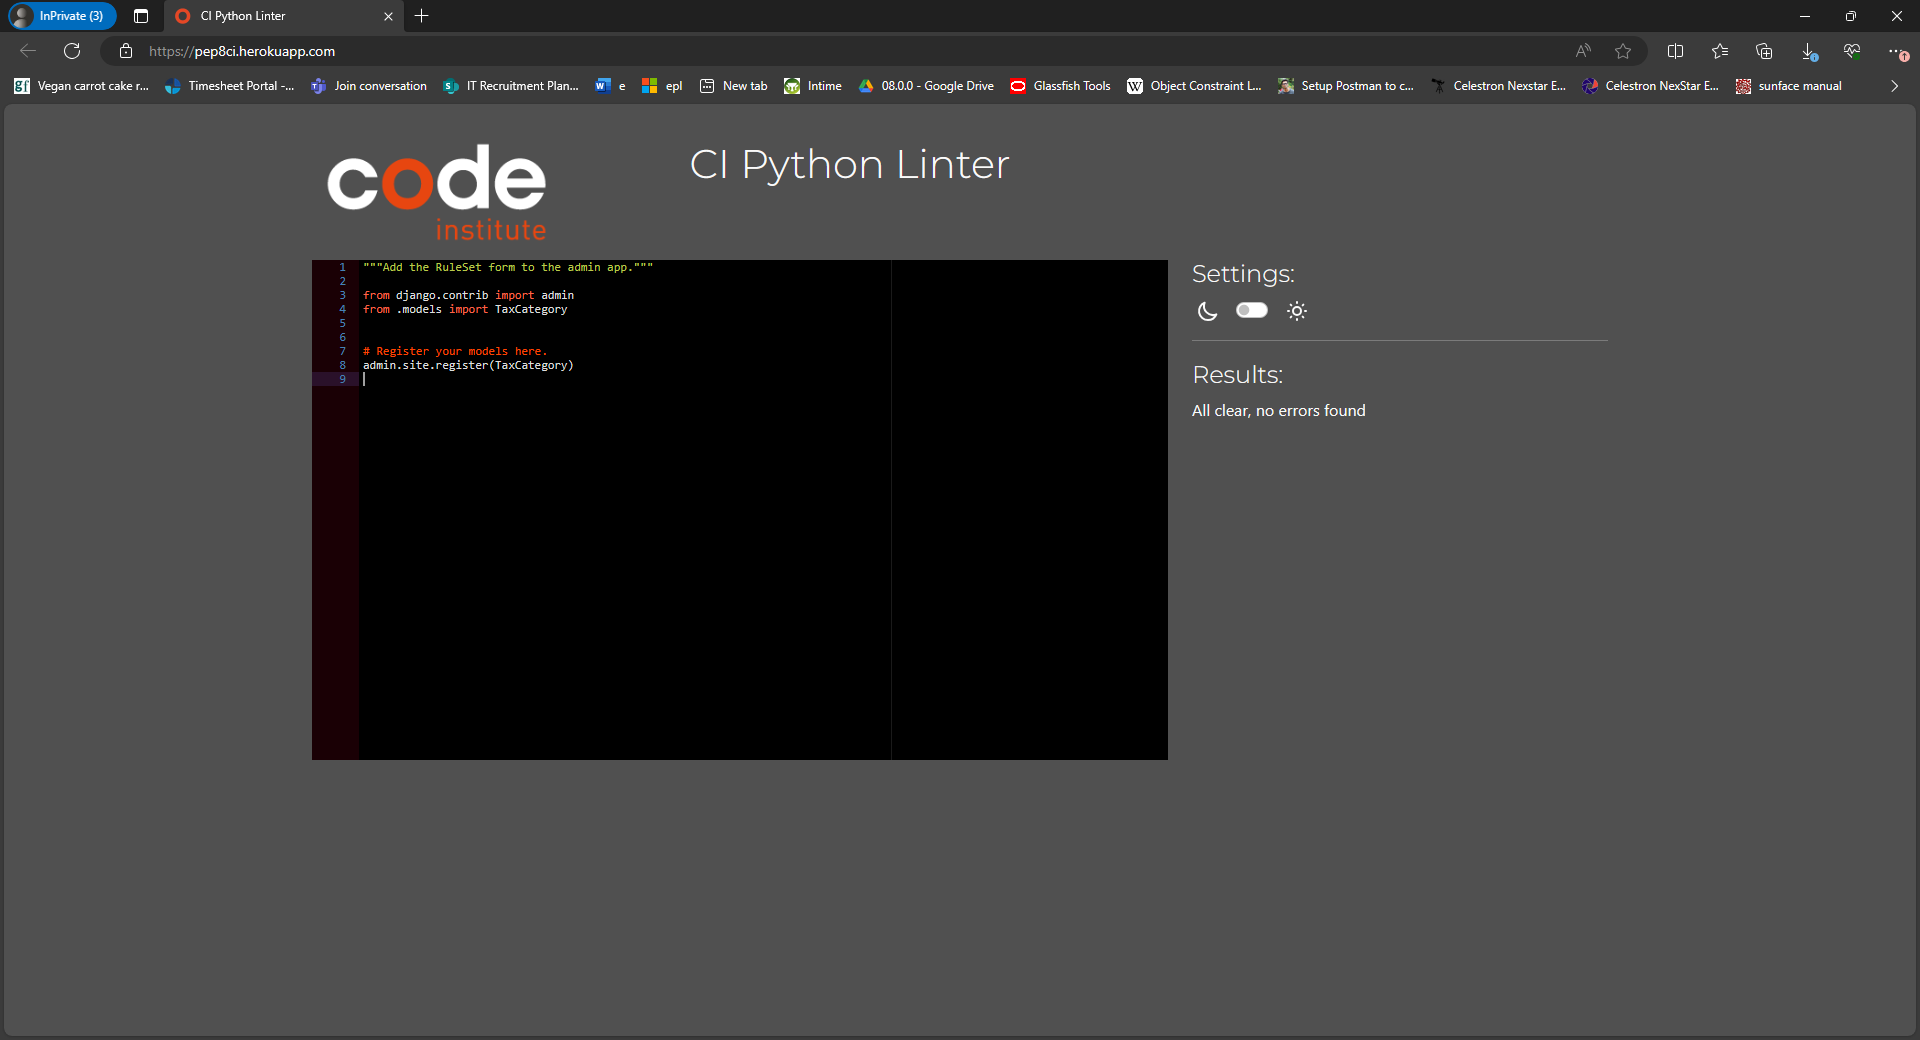 InPrivate (3)
CI Python Linter
https://pep8ci.herokuapp.com
gf Vegan carrot cake r... Timesheet Portal -... Join conversation IT Recruitment Plan... e epl New tab Intime 08.0.0 - Google Drive Glassfish Tools W Object Constraint L... Setup Postman to c... Celestron Nexstar E... Celestron NexStar E... sunface manual
code
institute
CI Python Linter
1 """Add the RuleSet form to the admin app."""
2
3 from django.contrib import admin
4 from .models import TaxCategory
5
6
7 # Register your models here.
8 admin.site.register(TaxCategory)
9
Settings:
Results:
All clear, no errors found